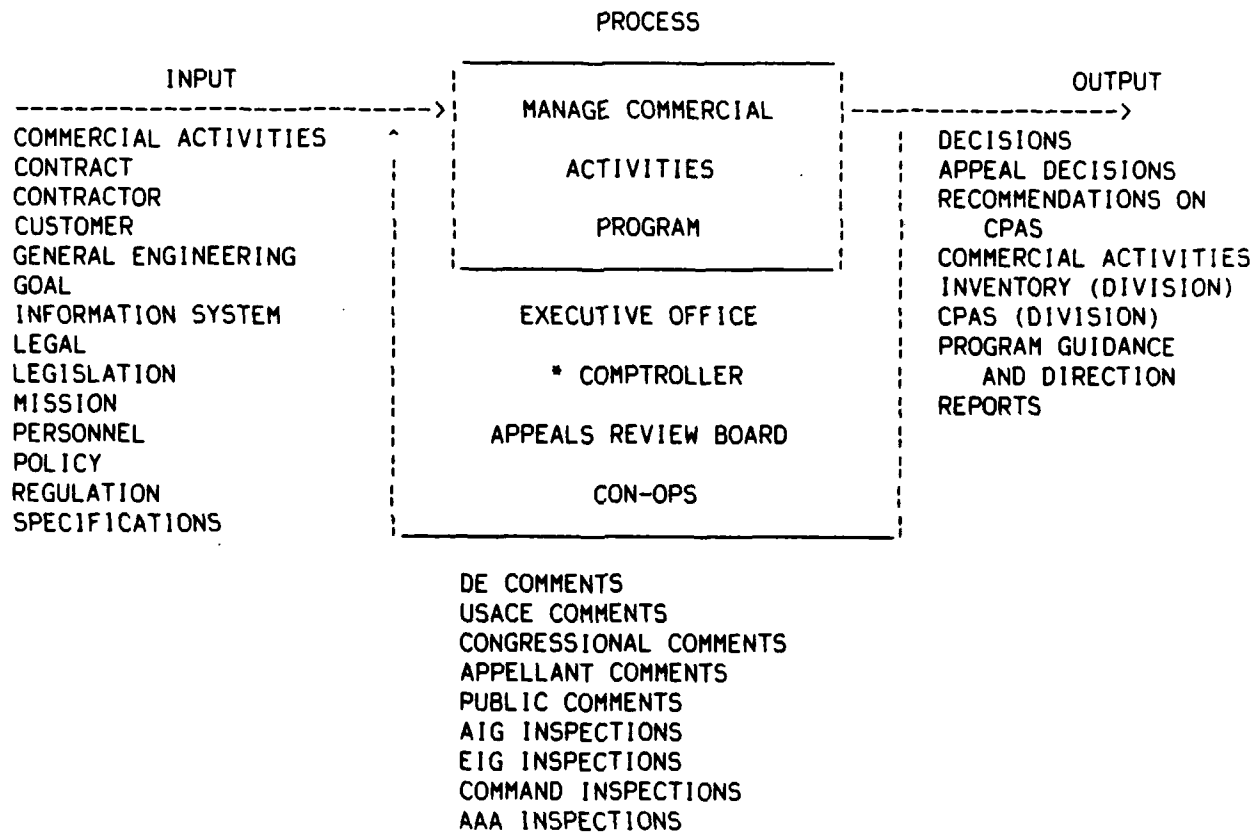 PROCESS
INPUT
OUTPUT
MANAGE COMMERCIAL
ACTIVITIES
PROGRAM
COMMERCIAL ACTIVITIES
CONTRACT
CONTRACTOR
CUSTOMER
GENERAL ENGINEERING
GOAL
INFORMATION SYSTEM
LEGAL
LEGISLATION
MISSION
PERSONNEL
POLICY
REGULATION
SPECIFICATIONS
EXECUTIVE OFFICE
* COMPTROLLER
APPEALS REVIEW BOARD
CON-OPS
DECISIONS
APPEAL DECISIONS
RECOMMENDATIONS ON
CPAS
COMMERCIAL ACTIVITIES
INVENTORY (DIVISION)
CPAS (DIVISION)
PROGRAM GUIDANCE
AND DIRECTION
REPORTS
DE COMMENTS
USACE COMMENTS
CONGRESSIONAL COMMENTS
APPELLANT COMMENTS
PUBLIC COMMENTS
AIG INSPECTIONS
EIG INSPECTIONS
COMMAND INSPECTIONS
AAA INSPECTIONS